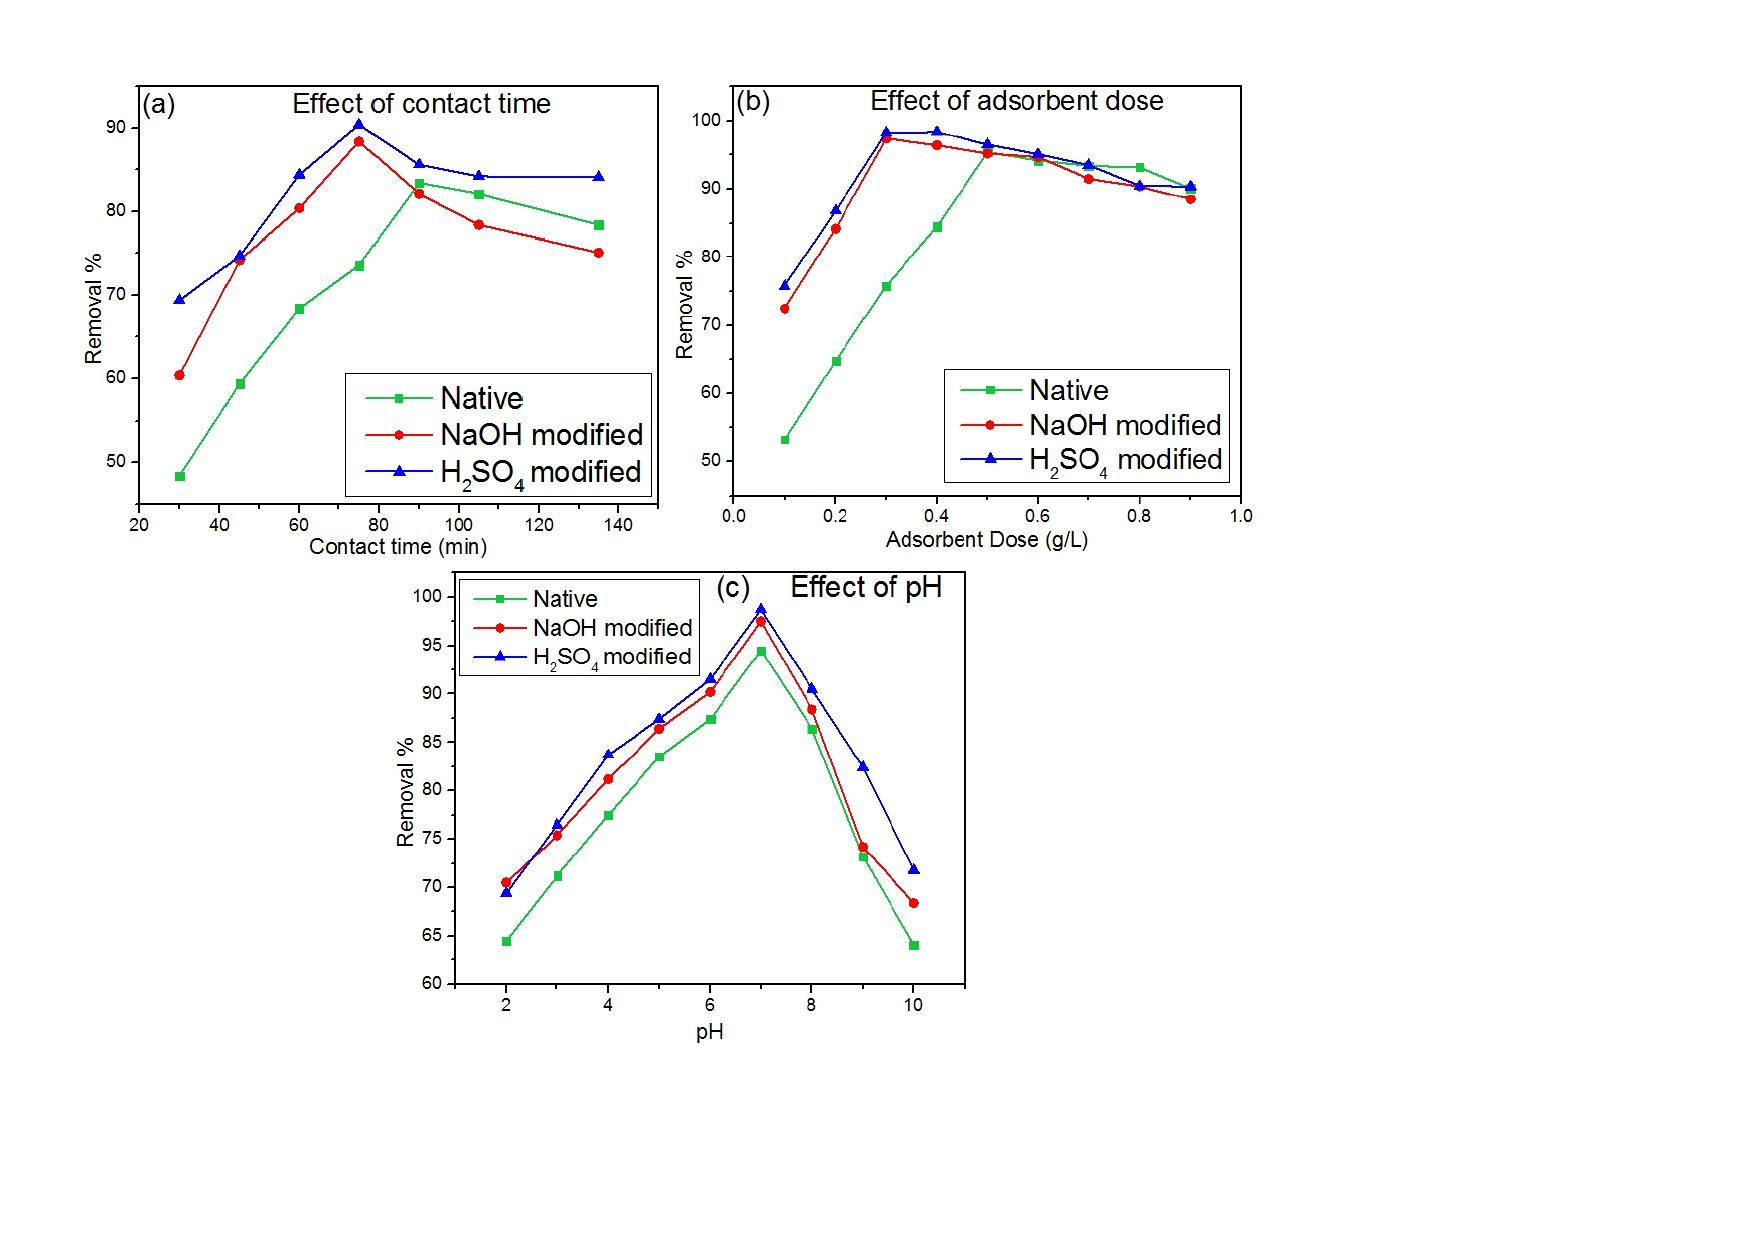 (a) Effect of contact time
90
80
70
60
50
Removal %
Native
NaOH modified
H2SO4 modified
20 40 60 80 100 120 140
Contact time (min)
(b) Effect of adsorbent dose
100
90
80
70
60
50
Removal %
Native
NaOH modified
H2SO4 modified
0.0 0.2 0.4 0.6 0.8 1.0
Adsorbent Dose (g/L)
(c) Effect of pH
Native
NaOH modified
H2SO4 modified
100
95
90
85
80
75
70
65
60
Removal %
2 4 6 8 10
pH